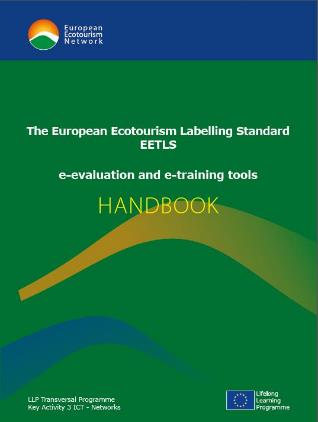 European
Ecotourism
Network
The European Ecotourism Labelling Standard
EETLS
e-evaluation and e-training tools
HANDBOOK
LLP Transversal Programme
Key Activity 3 ICT - Networks
Lifelong
Learning
Programme